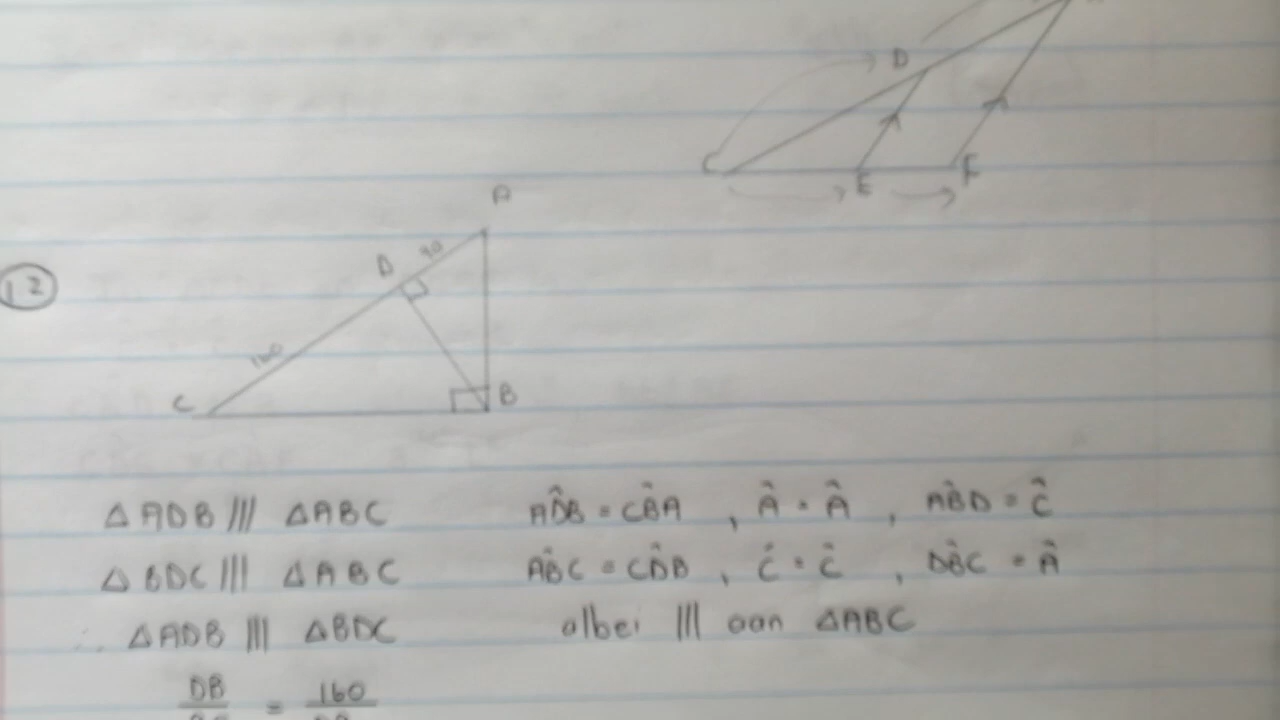 D
C
E
F
A
12
D
90
160
C
B
△ ADB ||| △ABC AD̂B = CB̂A , Â = Â , AB̂D = Ĉ
△ BDC ||| △ABC AB̂C = CD̂B , Ĉ = Ĉ , DB̂C = Â
∴ △ADB ||| △BDC albei ||| aan △ABC
DB = 160